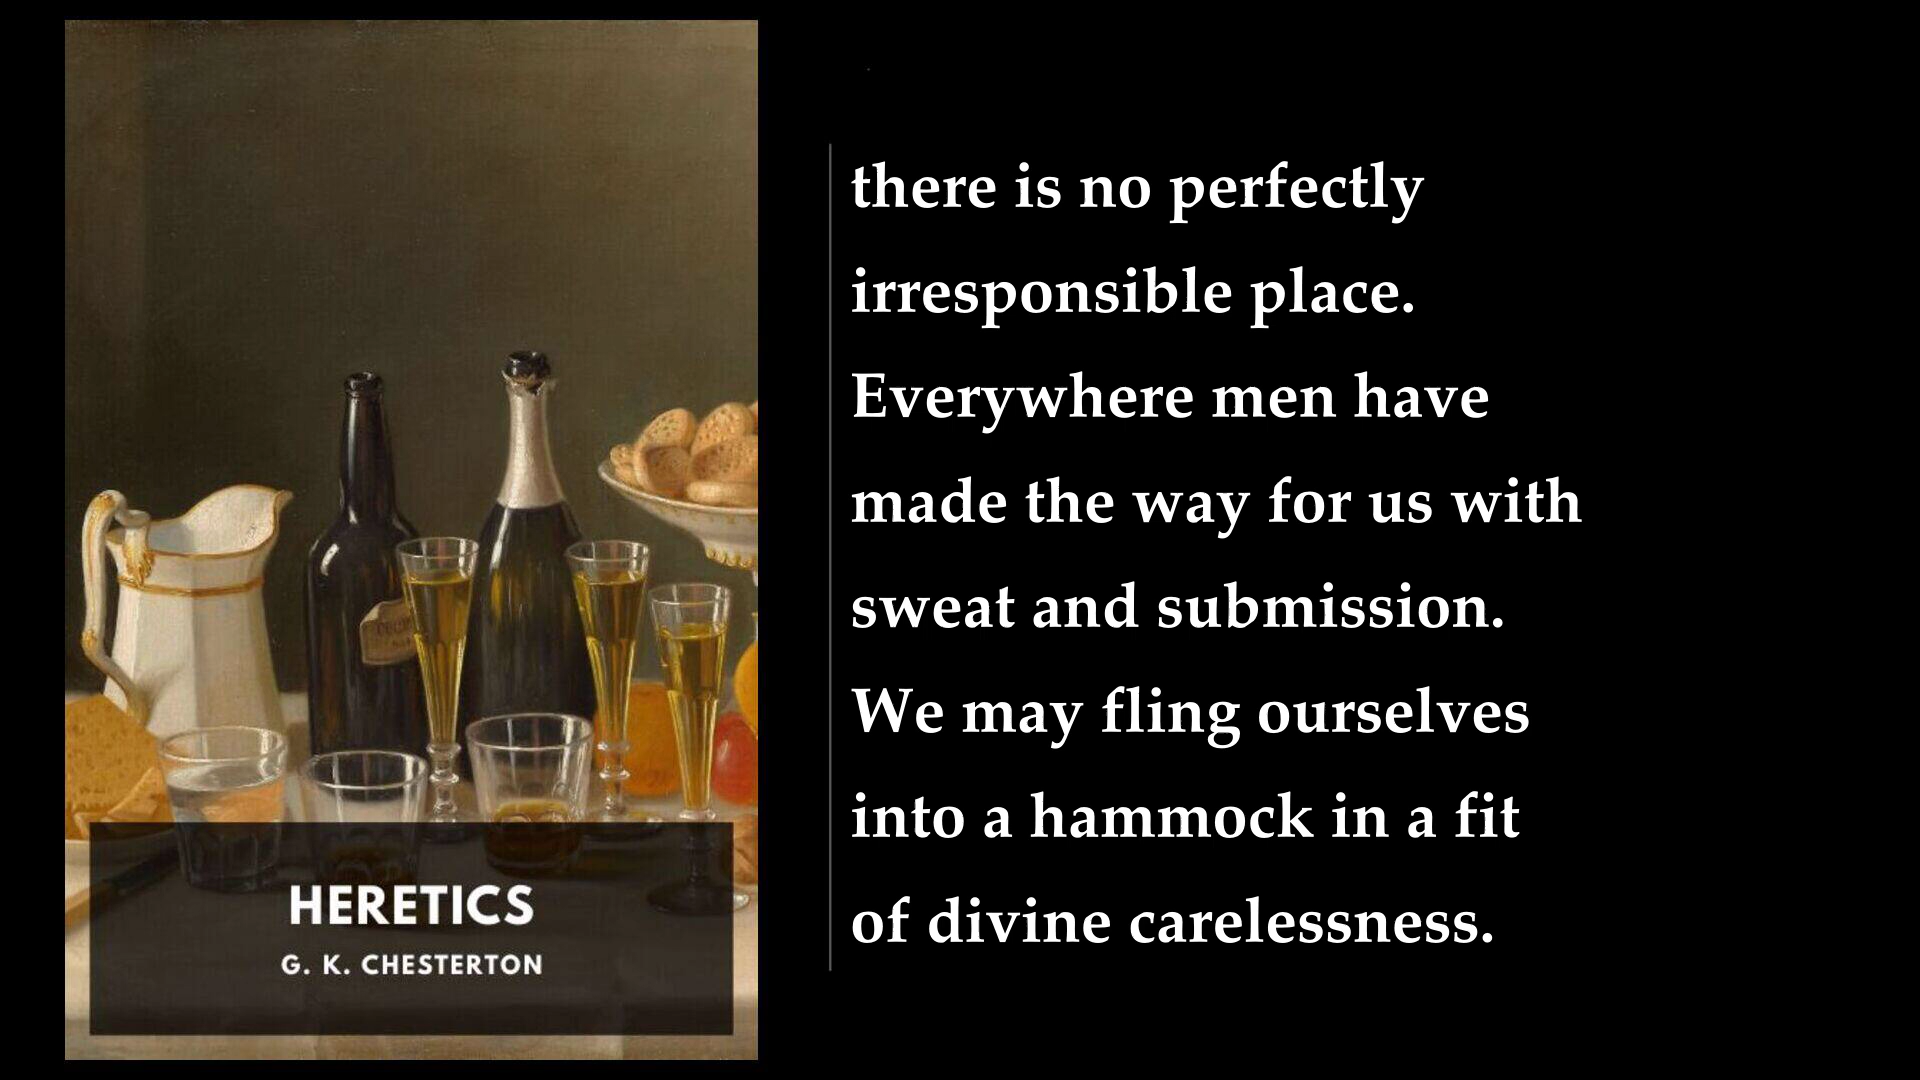 there is no perfectly
irresponsible place.
Everywhere men have
made the way for us with
sweat and submission.
We may fling ourselves
into a hammock in a fit
of divine carelessness.
HERETICS
G. K. CHESTERTON